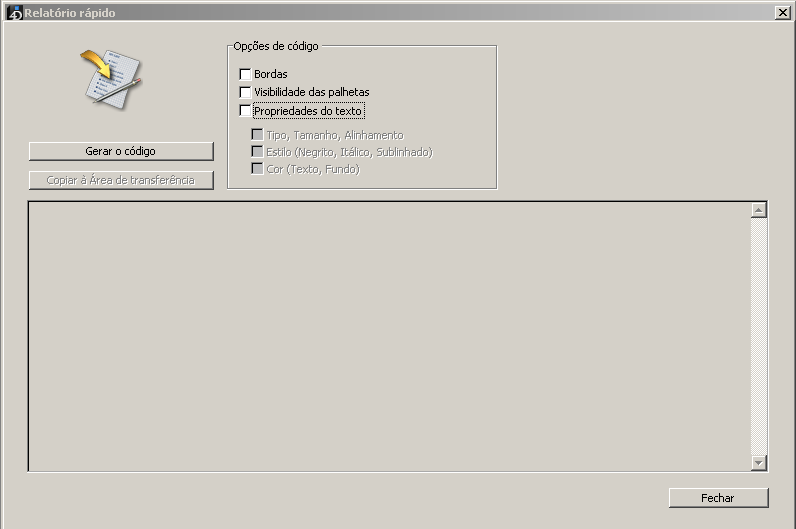 Relatório rápido
Opções de código
Bordas
Visibilidade das palhetas
Propriedades do texto
Tipo, Tamanho, Alinhamento
Estilo (Negrito, Itálico, Sublinhado)
Cor (Texto, Fundo)
Gerar o código
Copiar à Área de transferência
Fechar